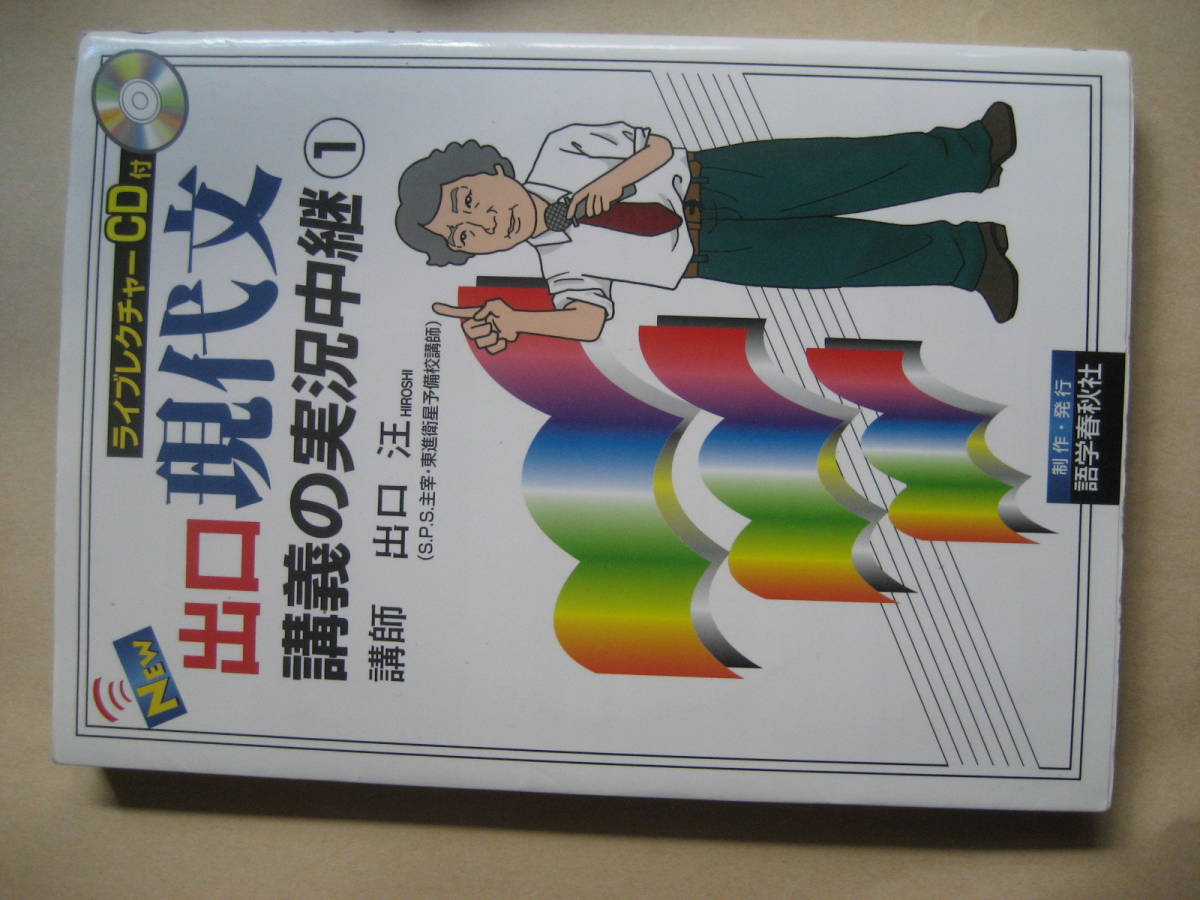 ライブレクチャーCD付
NEW
出口現代文
講義の実況中継①
講師 出口 汪 HIROSHI
(S.P.S.主宰・東進衛星予備校講師)
制作・発行
語学春秋社